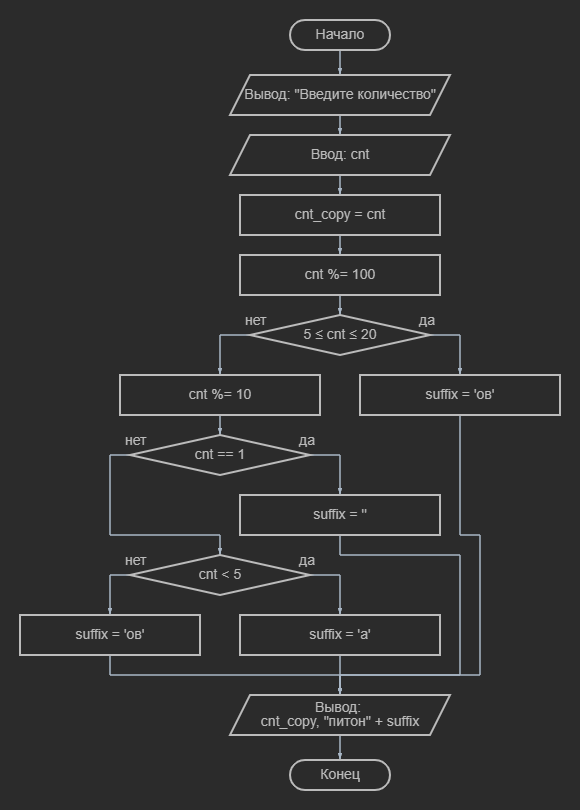 Начало
Вывод: "Введите количество"
Ввод: cnt
cnt_copy = cnt
cnt %= 100
нет
да
5 ≤ cnt ≤ 20
cnt %= 10
suffix = 'ов'
нет
да
cnt == 1
suffix = ''
нет
да
cnt < 5
suffix = 'ов'
suffix = 'а'
Вывод:
cnt_copy, "питон" + suffix
Конец